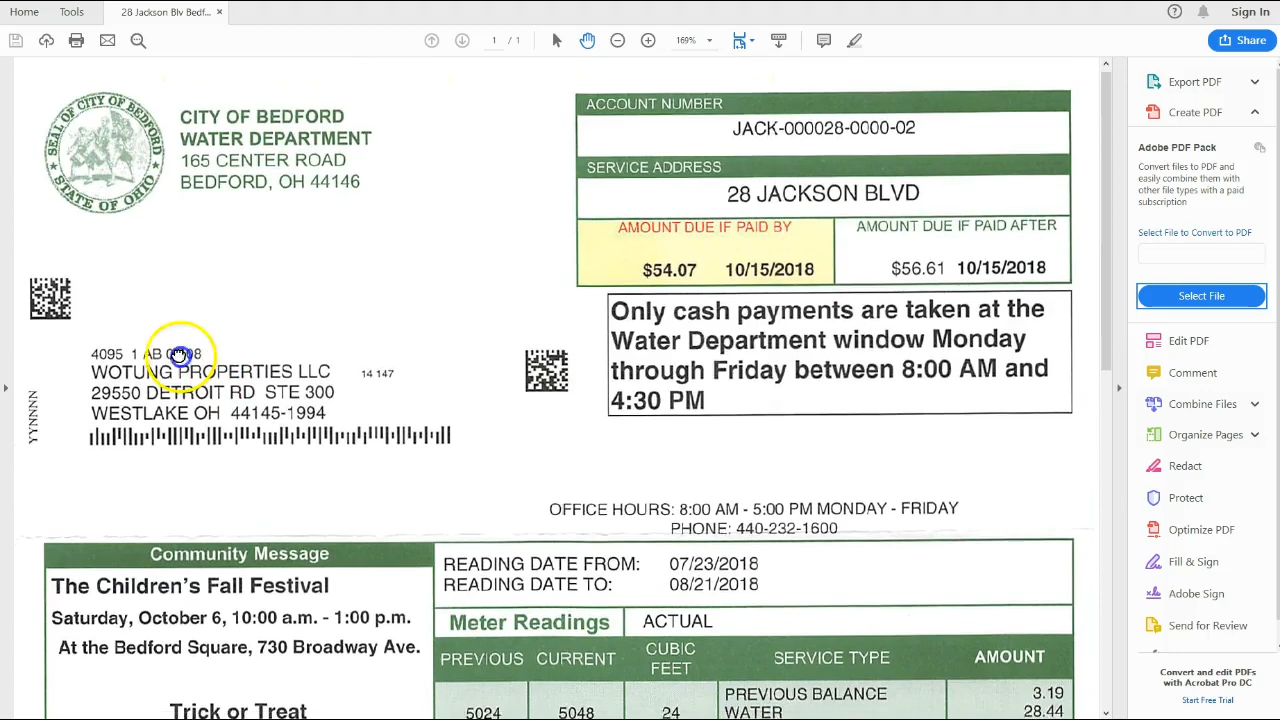 Home
Tools
28 Jackson Blv Bedf... ×
Sign In
1 / 1
169%
Share
SEAL OF CITY OF BEDFORD
STATE OF OHIO
CITY OF BEDFORD
WATER DEPARTMENT
165 CENTER ROAD
BEDFORD, OH 44146
ACCOUNT NUMBER
JACK-000028-0000-02
SERVICE ADDRESS
28 JACKSON BLVD
AMOUNT DUE IF PAID BY
$54.07 10/15/2018
AMOUNT DUE IF PAID AFTER
$56.61 10/15/2018
Only cash payments are taken at the
Water Department window Monday
through Friday between 8:00 AM and
4:30 PM
4095 1 AB
WOTUNG PROPERTIES LLC 14 147
29550 DETROIT RD STE 300
WESTLAKE OH 44145-1994
YYNNNN
OFFICE HOURS: 8:00 AM - 5:00 PM MONDAY - FRIDAY
PHONE: 440-232-1600
Community Message
The Children's Fall Festival
Saturday, October 6, 10:00 a.m. - 1:00 p.m.
At the Bedford Square, 730 Broadway Ave.
Trick or Treat
READING DATE FROM: 07/23/2018
READING DATE TO: 08/21/2018
Meter Readings ACTUAL
PREVIOUS CURRENT CUBIC FEET SERVICE TYPE AMOUNT
PREVIOUS BALANCE 3.19
5024 5048 24 WATER 28.44
Export PDF
Create PDF
Adobe PDF Pack
Convert files to PDF and
easily combine them with
other file types with a paid
subscription
Select File to Convert to PDF
Select File
Edit PDF
Comment
Combine Files
Organize Pages
Redact
Protect
Optimize PDF
Fill & Sign
Adobe Sign
Send for Review
Convert and edit PDFs
with Acrobat Pro DC
Start Free Trial